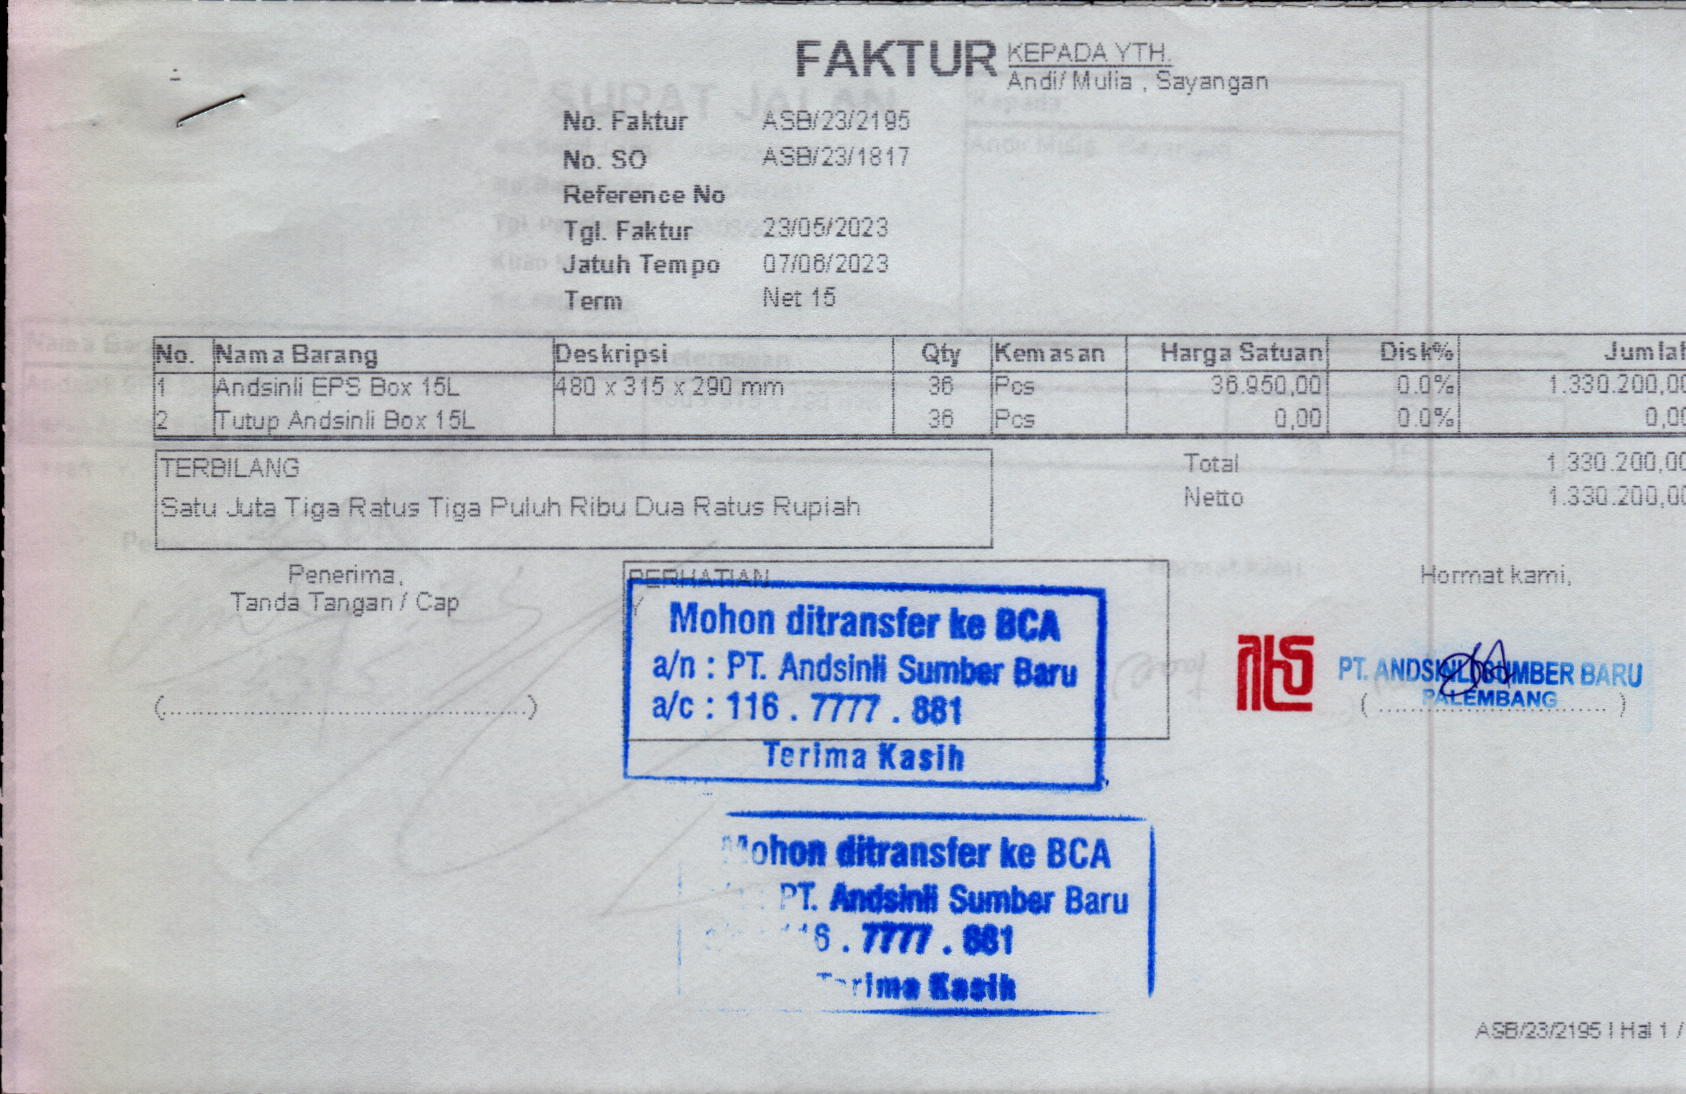 FAKTUR
KEPADA YTH.
Andi/ Mulia , Sayangan
SURAT JALAN
Kepada
No. Faktur ASB/23/2195
No. SO ASB/23/1817
Reference No
Tgl. Faktur 23/05/2023
Jatuh Tempo 07/06/2023
Term Net 15
No. Nama Barang Deskripsi Qty Kemasan Harga Satuan Disk% Jumlah
1 Andsinli EPS Box 15L 480 x 315 x 290 mm 36 Pcs 36.950,00 0.0% 1.330.200,00
2 Tutup Andsinli Box 15L 36 Pcs 0,00 0.0% 0,00
TERBILANG
Satu Juta Tiga Ratus Tiga Puluh Ribu Dua Ratus Rupiah
Total 1.330.200,00
Netto 1.330.200,00
Penerima,
Tanda Tangan / Cap
(..................................................)
PERHATIAN
Mohon ditransfer ke BCA
a/n : PT. Andsinli Sumber Baru
a/c : 116 . 7777 . 881
Terima Kasih
Hormat kami,
PT. ANDSINLI SUMBER BARU
PALEMBANG
( ................................ )
Mohon ditransfer ke BCA
PT. Andsinli Sumber Baru
116 . 7777 . 881
Terima Kasih
ASB/23/2195 | Hal 1 /